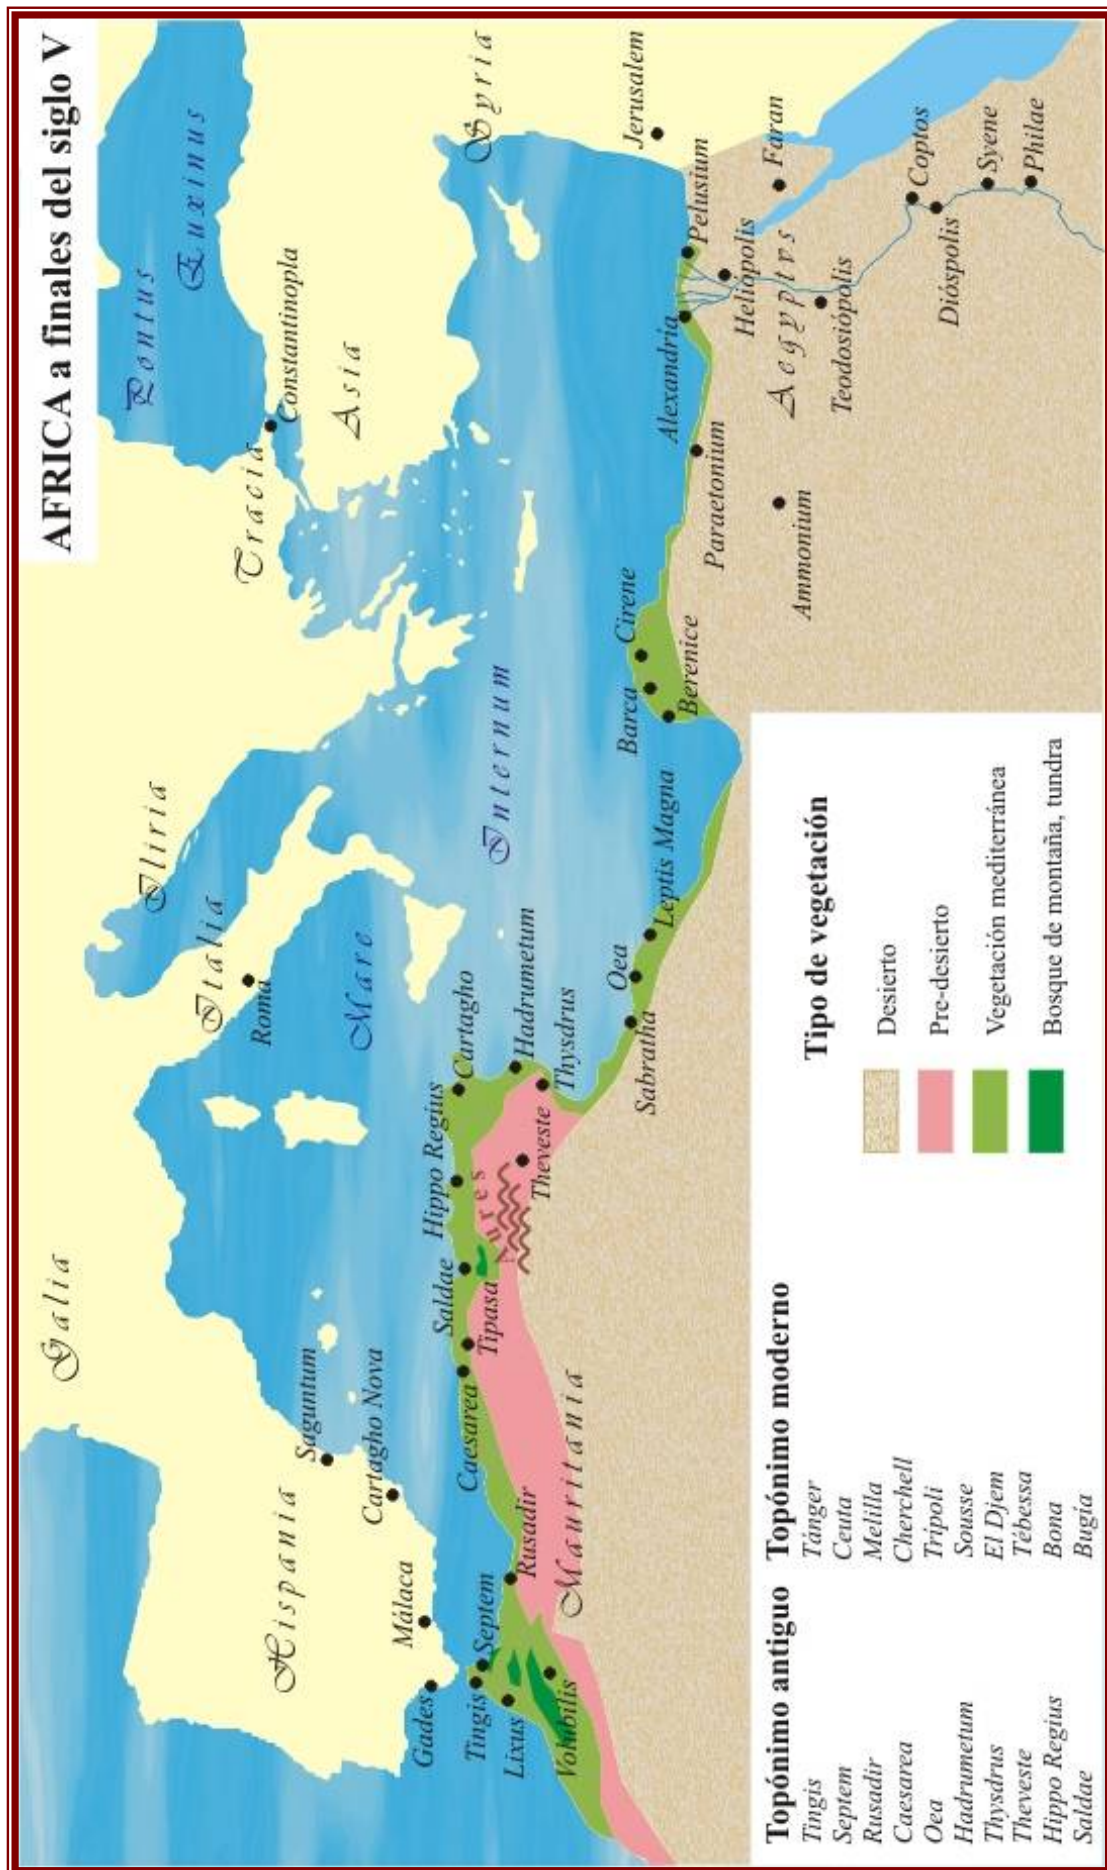 AFRICA a finales del siglo V
Galia
Iliria
Italia
Roma
Tracia
Constantinopla
Pontus
Euxinus
Asia
Syria
Hispania
Saguntum
Cartagho Nova
Málaca
Gades
Mare
Internum
Jerusalem
Tingis
Septem
Lixus
Volubilis
Rusadir
Mauritania
Caesarea
Tipasa
Saldae
Hippo Regius
Aures
Theveste
Cartagho
Hadrumetum
Thysdrus
Sabratha
Oea
Leptis Magna
Berenice
Barca
Cirene
Paraetonium
Ammonium
Alexandria
Pelusium
Heliópolis
Aegyptvs
Faran
Teodosiópolis
Coptos
Dióspolis
Syene
Philae
Topónimo antiguo Topónimo moderno
Tingis Tánger
Septem Ceuta
Rusadir Melilla
Caesarea Cherchell
Oea Tripoli
Hadrumetum Sousse
Thysdrus El Djem
Theveste Tébessa
Hippo Regius Bona
Saldae Bugía
Tipo de vegetación
Desierto
Pre-desierto
Vegetación mediterránea
Bosque de montaña, tundra